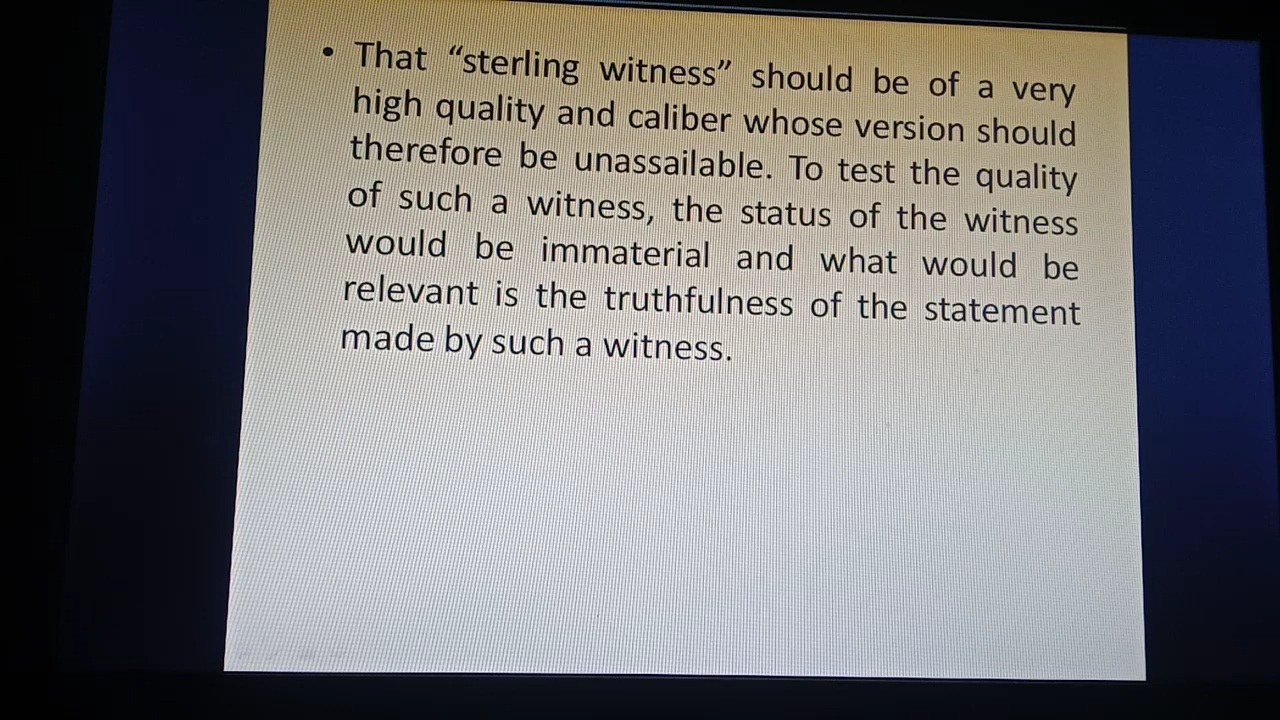 • That “sterling witness” should be of a very
high quality and caliber whose version should
therefore be unassailable. To test the quality
of such a witness, the status of the witness
would be immaterial and what would be
relevant is the truthfulness of the statement
made by such a witness.